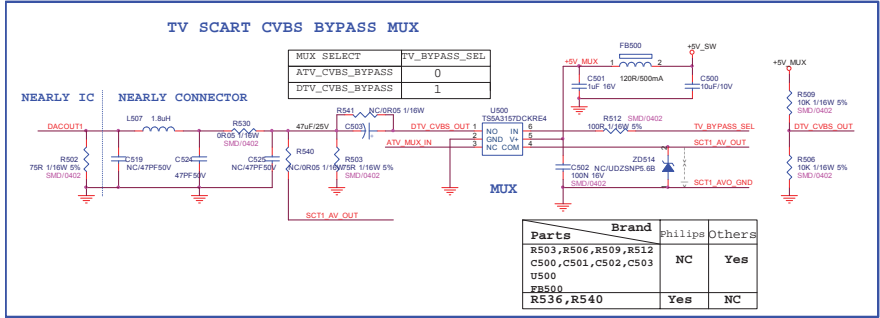 TV SCART CVBS BYPASS MUX
MUX SELECT TV_BYPASS_SEL
ATV_CVBS_BYPASS 0
DTV_CVBS_BYPASS 1
FB500
+5V_SW
+5V_MUX
1 2
120R/500mA
C501
1uF 16V
C500
10uF/10V
+5V_MUX
R509
10K 1/16W 5%
SMD/0402
NEARLY IC
NEARLY CONNECTOR
DACOUT1
L507 1.8uH
R530
0R05 1/16W
SMD/0402
R541 NC/0R05 1/16W
47uF/25V
C503
DTV_CVBS_OUT
ATV_MUX_IN
U500
TS5A3157DCKRE4
1 NO IN 6
2 GND V+ 5
3 NC COM 4
R512 SMD/0402
100R 1/16W 5%
TV_BYPASS_SEL
SCT1_AV_OUT
DTV_CVBS_OUT
R502
75R 1/16W 5%
SMD/0402
C519
NC/47PF50V
C524
47PF50V
C525
NC/47PF50V
R540
NC/0R05 1/16W
R503
75R 1/16W 5%
SMD/0402
MUX
C502
100N 16V
SMD/0402
ZD514
NC/UDZSNP5.6B
1
2
SCT1_AVO_GND
R506
10K 1/16W 5%
SMD/0402
SCT1_AV_OUT
Parts Brand Philips Others
R503,R506,R509,R512
C500,C501,C502,C503
U500
FB500
NC Yes
R536,R540 Yes NC